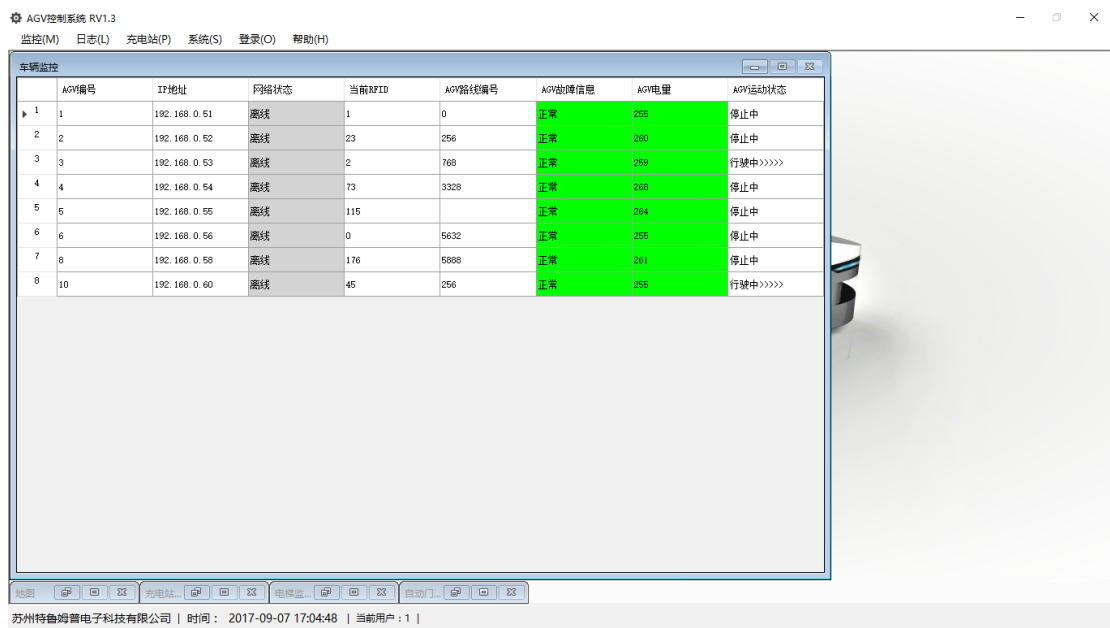 AGV控制系统 RV1.3
监控(M) 日志(L) 充电站(P) 系统(S) 登录(O) 帮助(H)
车辆监控
AGV编号 IP地址 网络状态 当前RFID AGV路线编号 AGV故障信息 AGV电量 AGV运动状态
1 1 192.168.0.51 离线 1 0 正常 255 停止中
2 2 192.168.0.52 离线 23 256 正常 260 停止中
3 3 192.168.0.53 离线 2 768 正常 259 行驶中>>>>>
4 4 192.168.0.54 离线 73 3328 正常 268 停止中
5 5 192.168.0.55 离线 115 正常 264 停止中
6 6 192.168.0.56 离线 0 5632 正常 255 停止中
7 8 192.168.0.58 离线 176 5888 正常 261 停止中
8 10 192.168.0.60 离线 45 256 正常 255 行驶中>>>>>
地图 充电站... 电梯监... 自动门...
苏州特鲁姆普电子科技有限公司 | 时间： 2017-09-07 17:04:48 | 当前用户：1 |